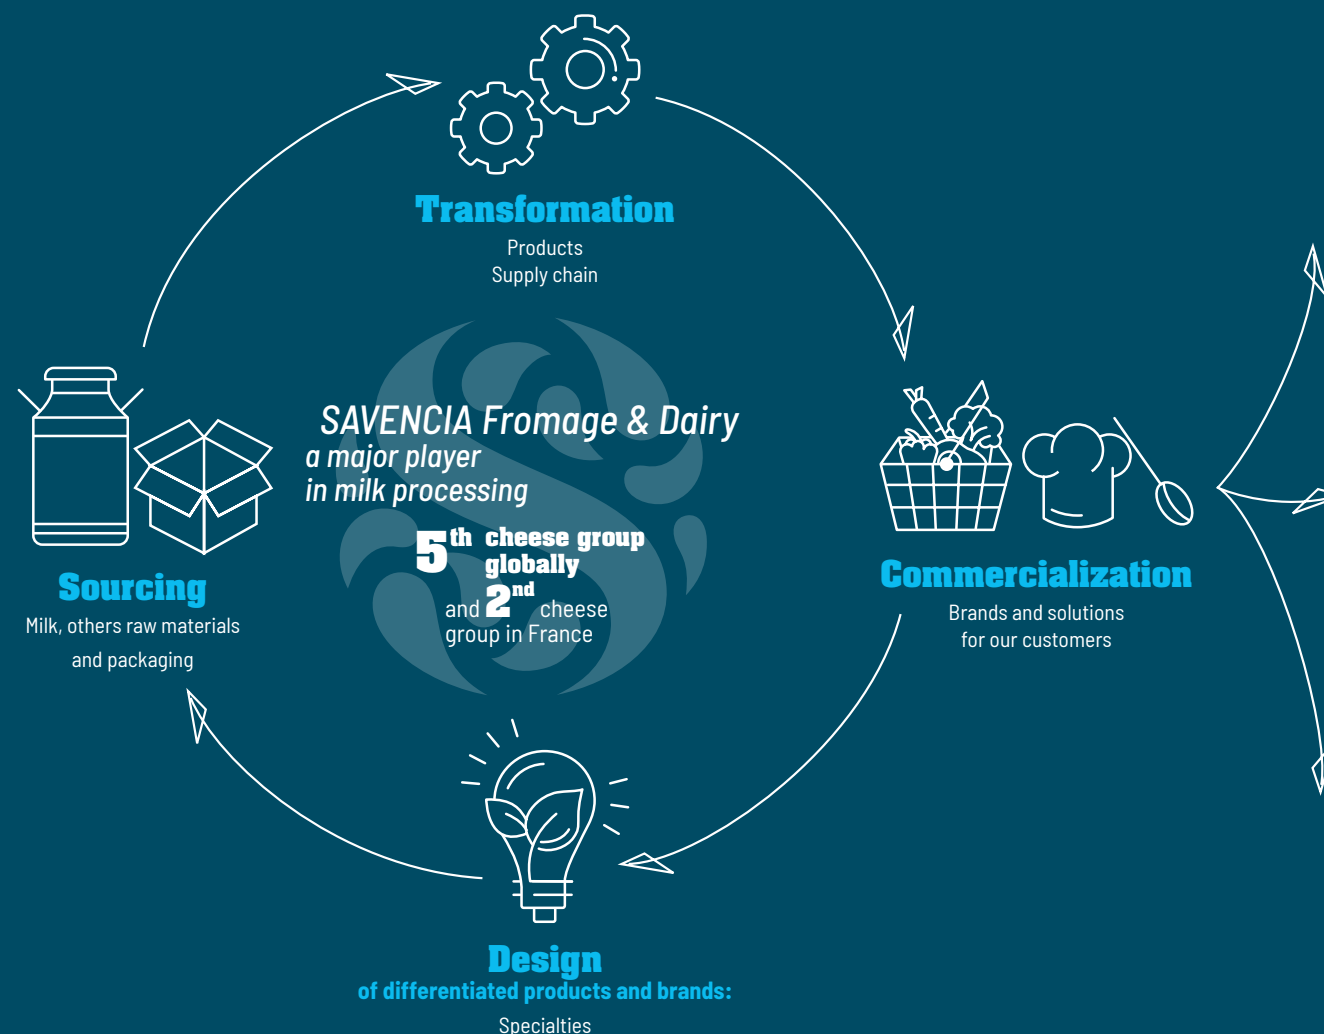 Transformation
Products
Supply chain
SAVENCIA Fromage & Dairy
a major player
in milk processing
5th cheese group
globally
and 2nd cheese
group in France
Sourcing
Milk, others raw materials
and packaging
Commercialization
Brands and solutions
for our customers
Design
of differentiated products and brands:
Specialties